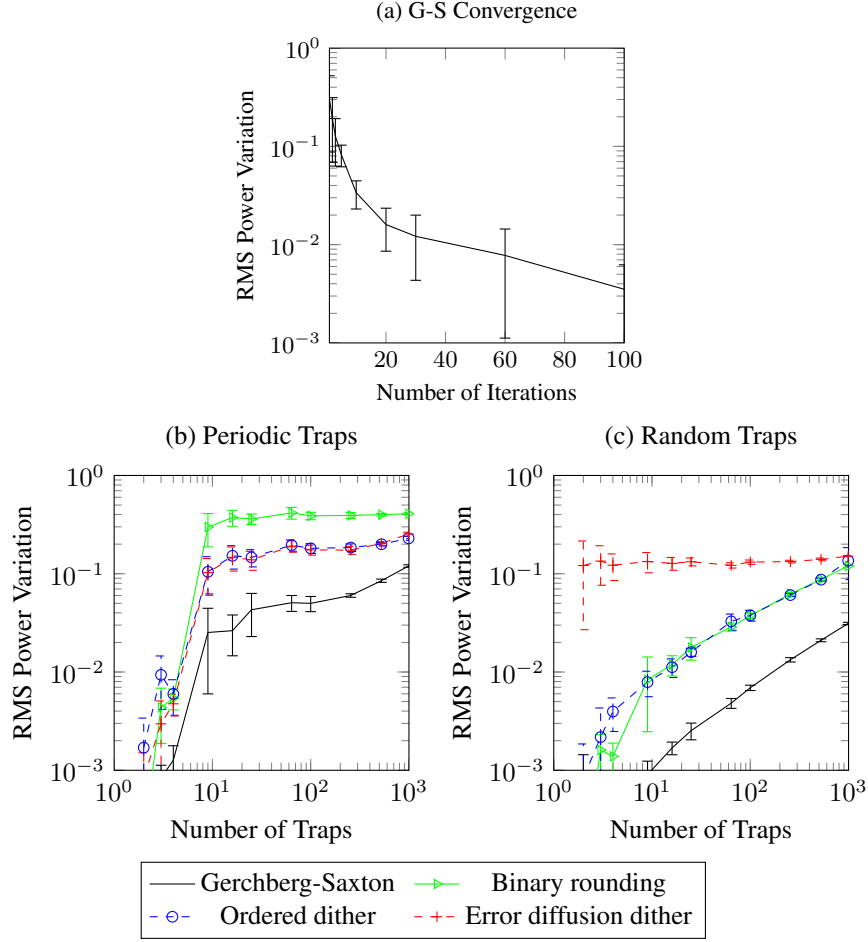 (a) G-S Convergence
10^0
10^-1
10^-2
10^-3
RMS Power Variation
20 40 60 80 100
Number of Iterations
(b) Periodic Traps
10^0
10^-1
10^-2
10^-3
RMS Power Variation
10^0 10^1 10^2 10^3
Number of Traps
(c) Random Traps
10^0
10^-1
10^-2
10^-3
RMS Power Variation
10^0 10^1 10^2 10^3
Number of Traps
Gerchberg-Saxton Binary rounding
Ordered dither Error diffusion dither